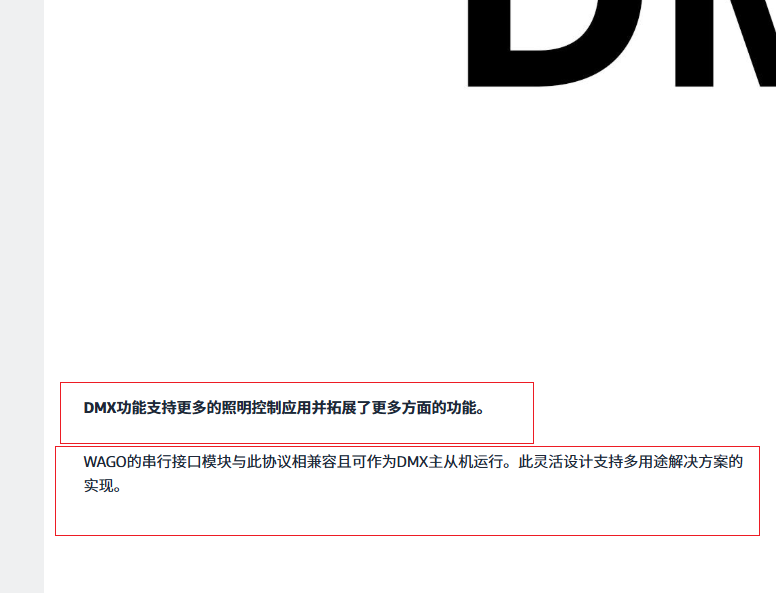 DM
DMX功能支持更多的照明控制应用并拓展了更多方面的功能。
WAGO的串行接口模块与此协议相兼容且可作为DMX主从机运行。此灵活设计支持多用途解决方案的
实现。